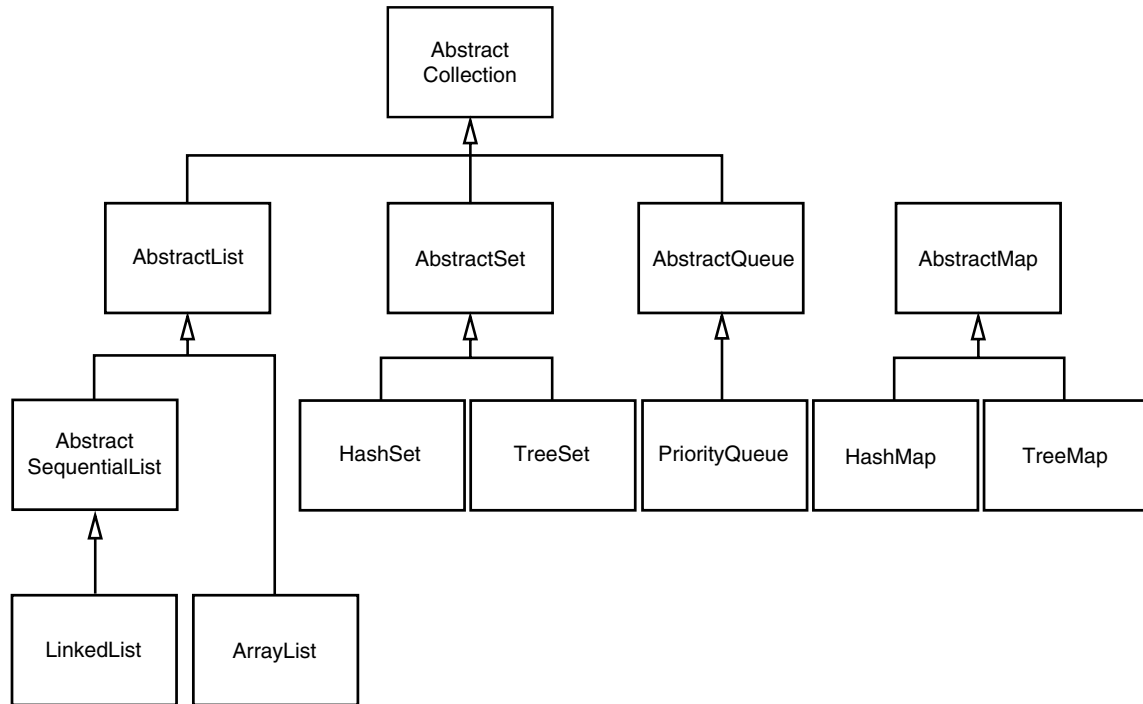 Abstract
Collection
AbstractList
AbstractSet
AbstractQueue
AbstractMap
Abstract
SequentialList
HashSet
TreeSet
PriorityQueue
HashMap
TreeMap
LinkedList
ArrayList